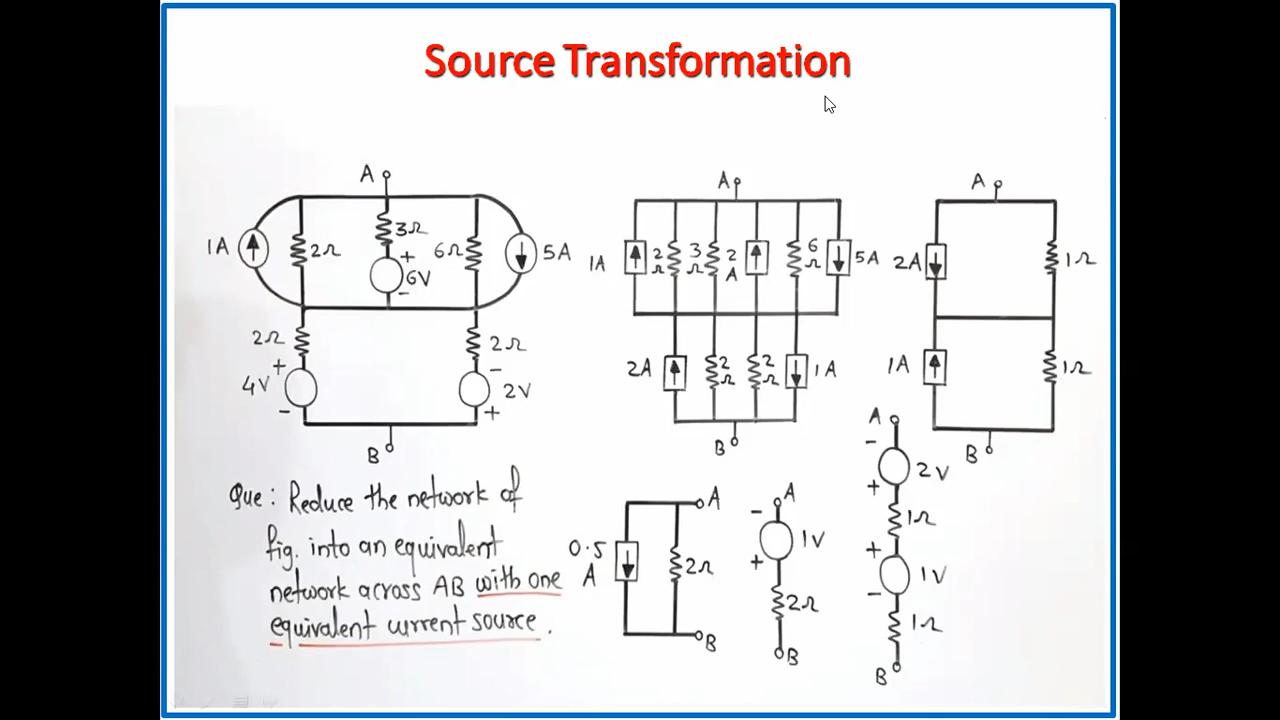 Source Transformation
A
1A
2Ω
3Ω
+
6V
-
6Ω
5A
2Ω
+
4V
-
2Ω
-
2V
+
B
A
1A
2Ω
3Ω
2A
6Ω
5A
2A
2Ω
2Ω
1A
B
A
2A
1Ω
1A
1Ω
B
Que: Reduce the network of
fig. into an equivalent
network across AB with one
equivalent current source.
A
0.5
A
2Ω
B
A
-
1V
+
2Ω
B
A
-
2V
+
1Ω
+
1V
-
1Ω
B